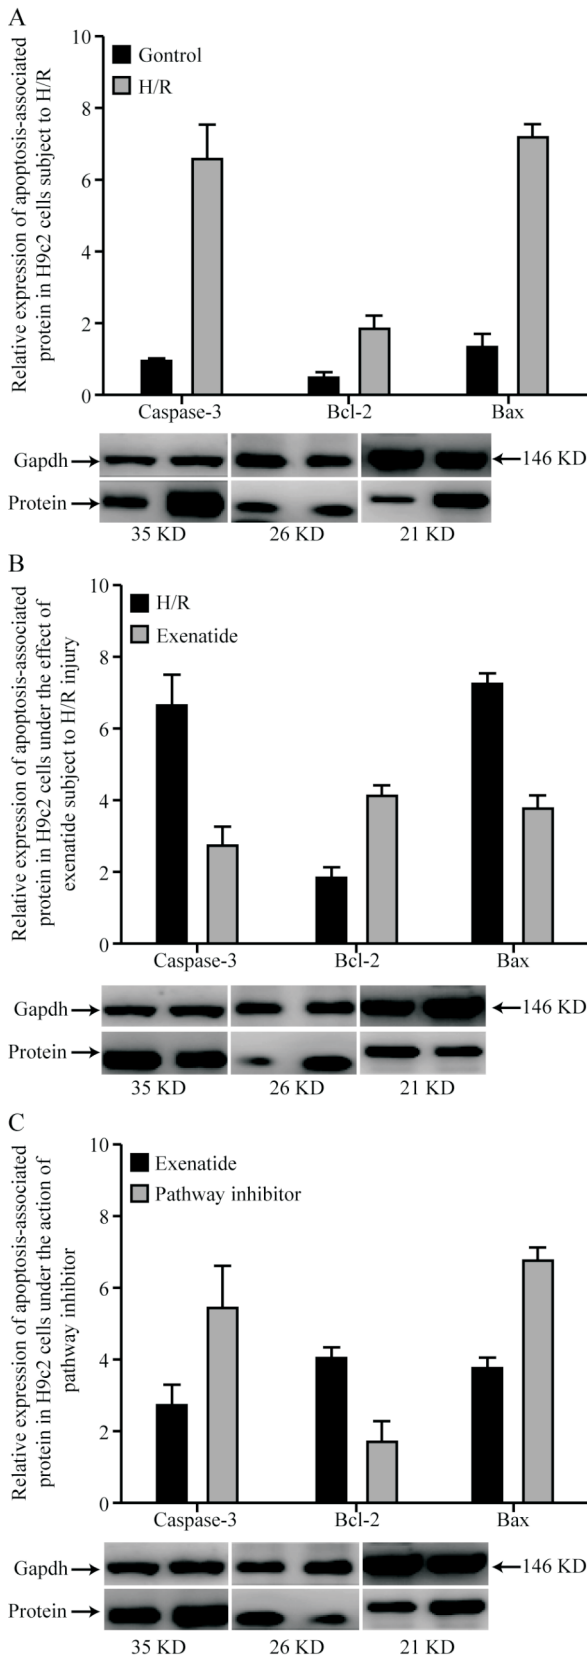 A
Relative expression of apoptosis-associated
protein in H9c2 cells subject to H/R
10
8
6
4
2
0
Gontrol
H/R
Caspase-3 Bcl-2 Bax
Gapdh 146 KD
Protein
35 KD 26 KD 21 KD
B
Relative expression of apoptosis-associated
protein in H9c2 cells under the effect of
exenatide subject to H/R injury
10
8
6
4
2
0
H/R
Exenatide
Caspase-3 Bcl-2 Bax
Gapdh 146 KD
Protein
35 KD 26 KD 21 KD
C
Relative expression of apoptosis-associated
protein in H9c2 cells under the action of
pathway inhibitor
10
8
6
4
2
0
Exenatide
Pathway inhibitor
Caspase-3 Bcl-2 Bax
Gapdh 146 KD
Protein
35 KD 26 KD 21 KD